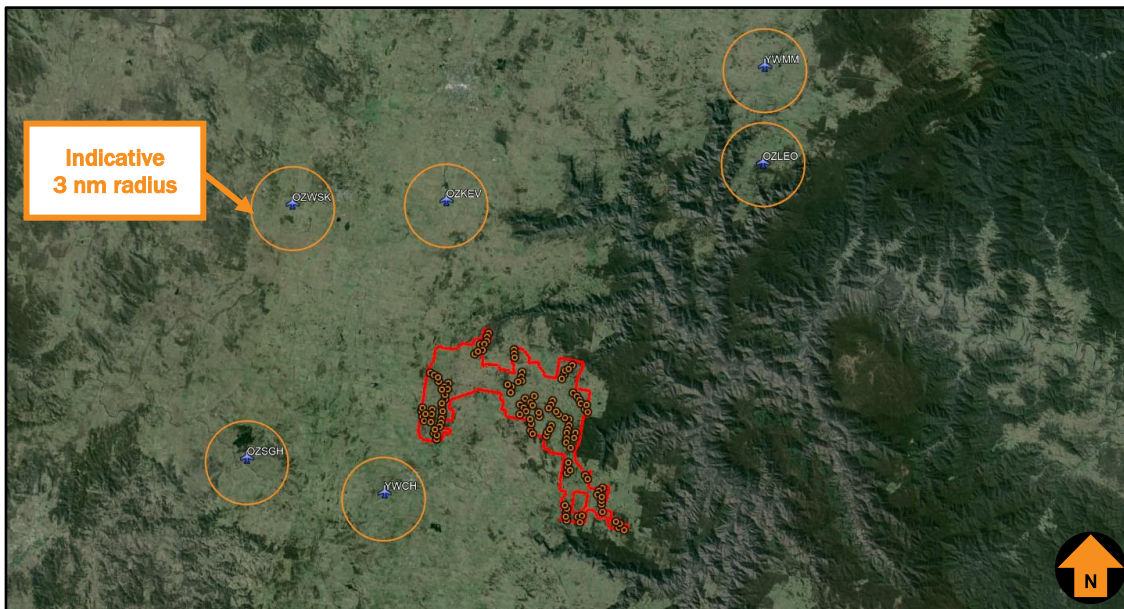 YWMM
Indicative
3 nm radius
OZLEO
OZWSK
OZKEV
OZSGH
YWCH
N